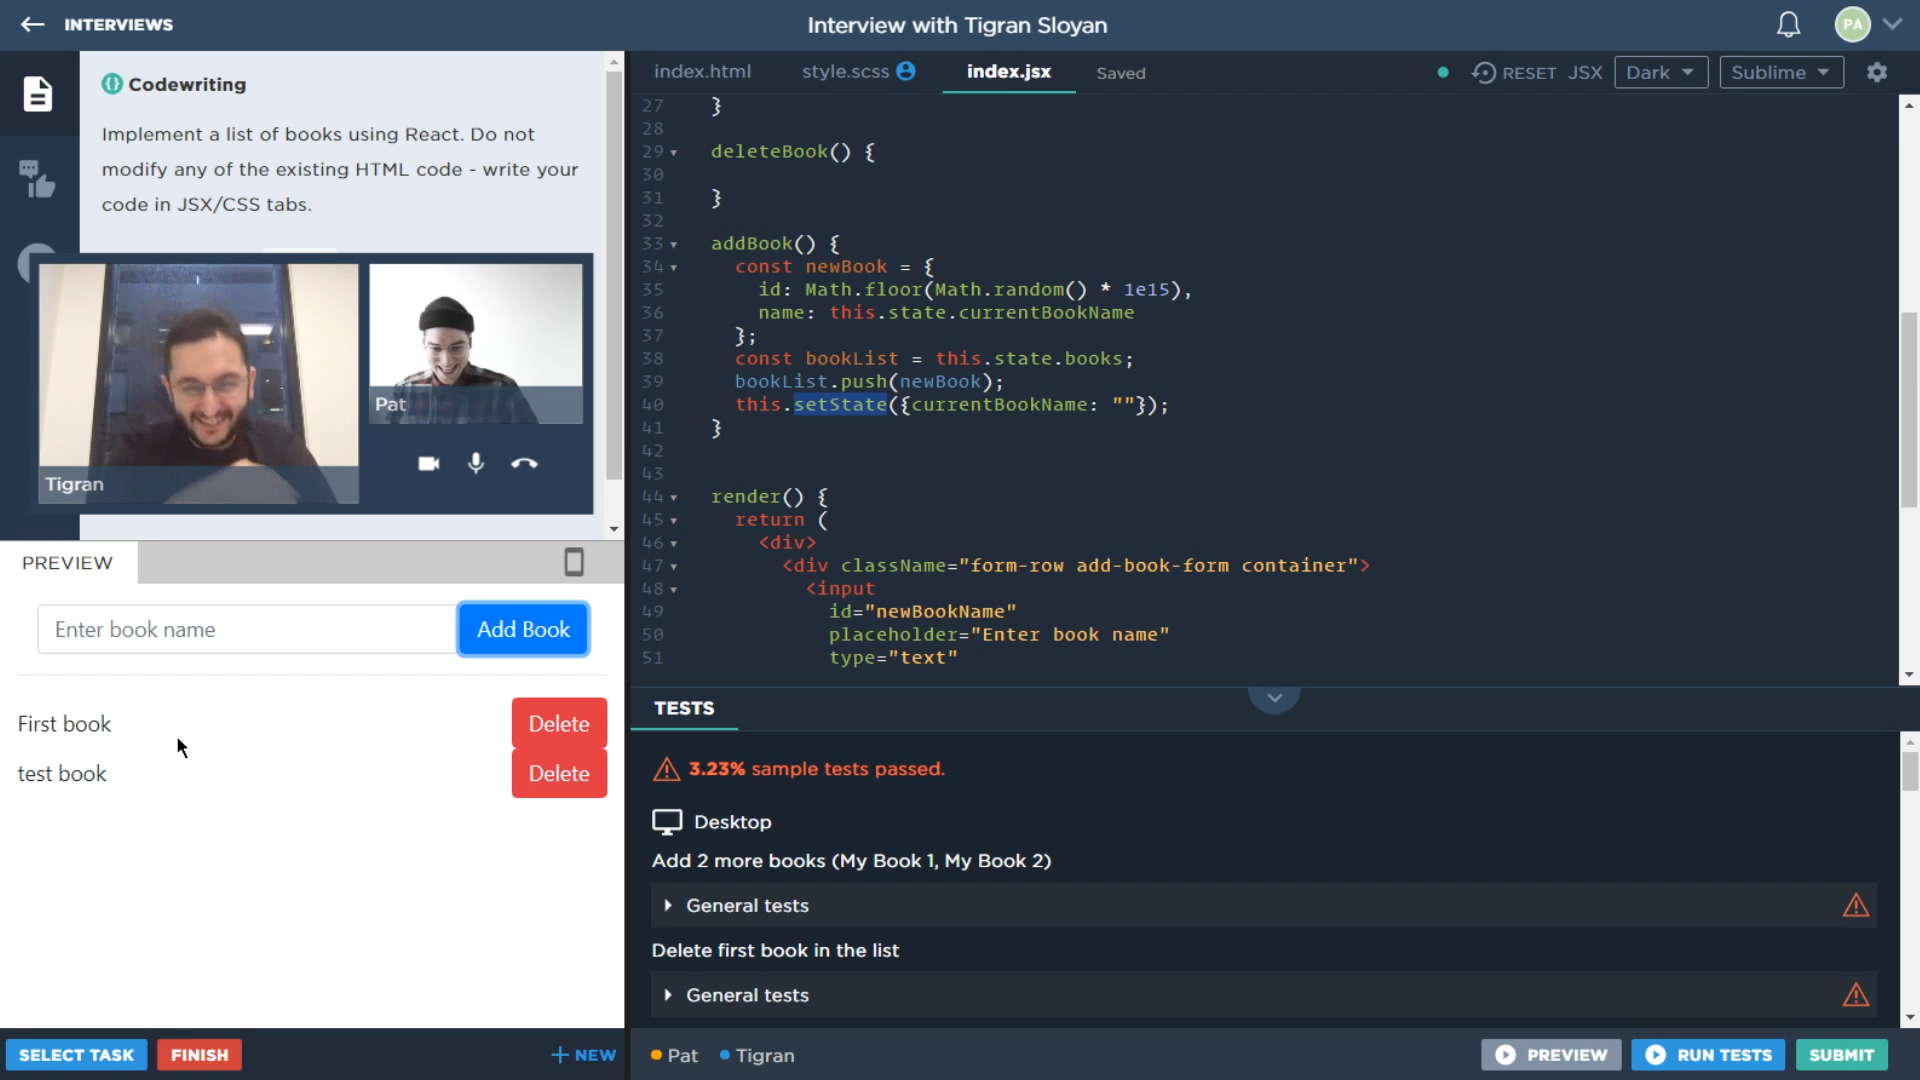 INTERVIEWS
Interview with Tigran Sloyan
PA
Codewriting
Implement a list of books using React. Do not
modify any of the existing HTML code - write your
code in JSX/CSS tabs.
Tigran
Pat
PREVIEW
Enter book name
Add Book
First book
Delete
test book
Delete
SELECT TASK
FINISH
+ NEW
index.html
style.scss
index.jsx
Saved
RESET
JSX
Dark
Sublime
27 }
28
29 deleteBook() {
30
31 }
32
33 addBook() {
34 const newBook = {
35 id: Math.floor(Math.random() * 1e15),
36 name: this.state.currentBookName
37 };
38 const bookList = this.state.books;
39 bookList.push(newBook);
40 this.setState({currentBookName: ""});
41 }
42
43
44 render() {
45 return (
46 <div>
47 <div className="form-row add-book-form container">
48 <input
49 id="newBookName"
50 placeholder="Enter book name"
51 type="text"
TESTS
3.23% sample tests passed.
Desktop
Add 2 more books (My Book 1, My Book 2)
General tests
Delete first book in the list
General tests
Pat
Tigran
PREVIEW
RUN TESTS
SUBMIT